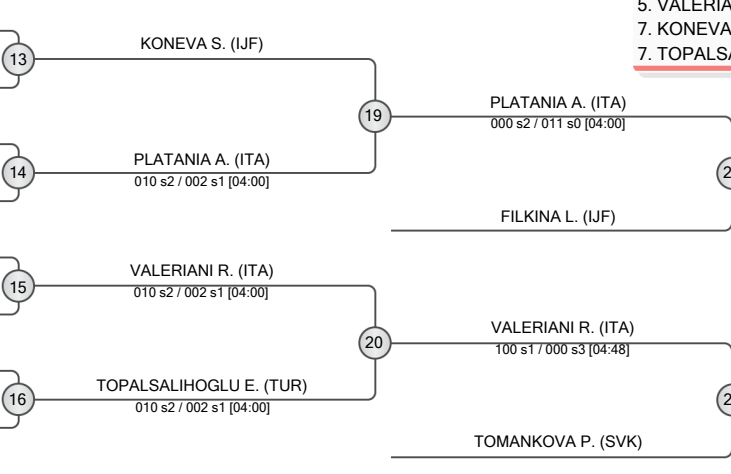 5. VALERIA
7. KONEVA
7. TOPALSA
13
KONEVA S. (IJF)
19
PLATANIA A. (ITA)
000 s2 / 011 s0 [04:00]
14
PLATANIA A. (ITA)
010 s2 / 002 s1 [04:00]
2
FILKINA L. (IJF)
15
VALERIANI R. (ITA)
010 s2 / 002 s1 [04:00]
20
VALERIANI R. (ITA)
100 s1 / 000 s3 [04:48]
16
TOPALSALIHOGLU E. (TUR)
010 s2 / 002 s1 [04:00]
2
TOMANKOVA P. (SVK)